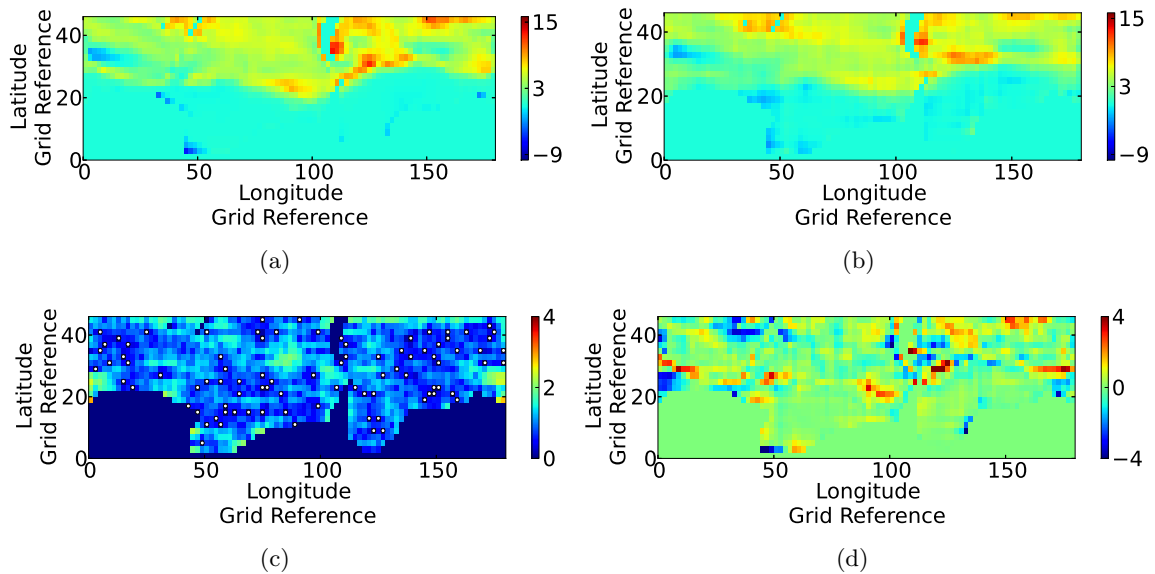 Latitude
Grid Reference
40
20
0
0 50 100 150
Longitude
Grid Reference
15
3
−9
(a)
Latitude
Grid Reference
40
20
0
0 50 100 150
Longitude
Grid Reference
15
3
−9
(b)
Latitude
Grid Reference
40
20
0
0 50 100 150
Longitude
Grid Reference
4
2
0
(c)
Latitude
Grid Reference
40
20
0
0 50 100 150
Longitude
Grid Reference
4
0
−4
(d)